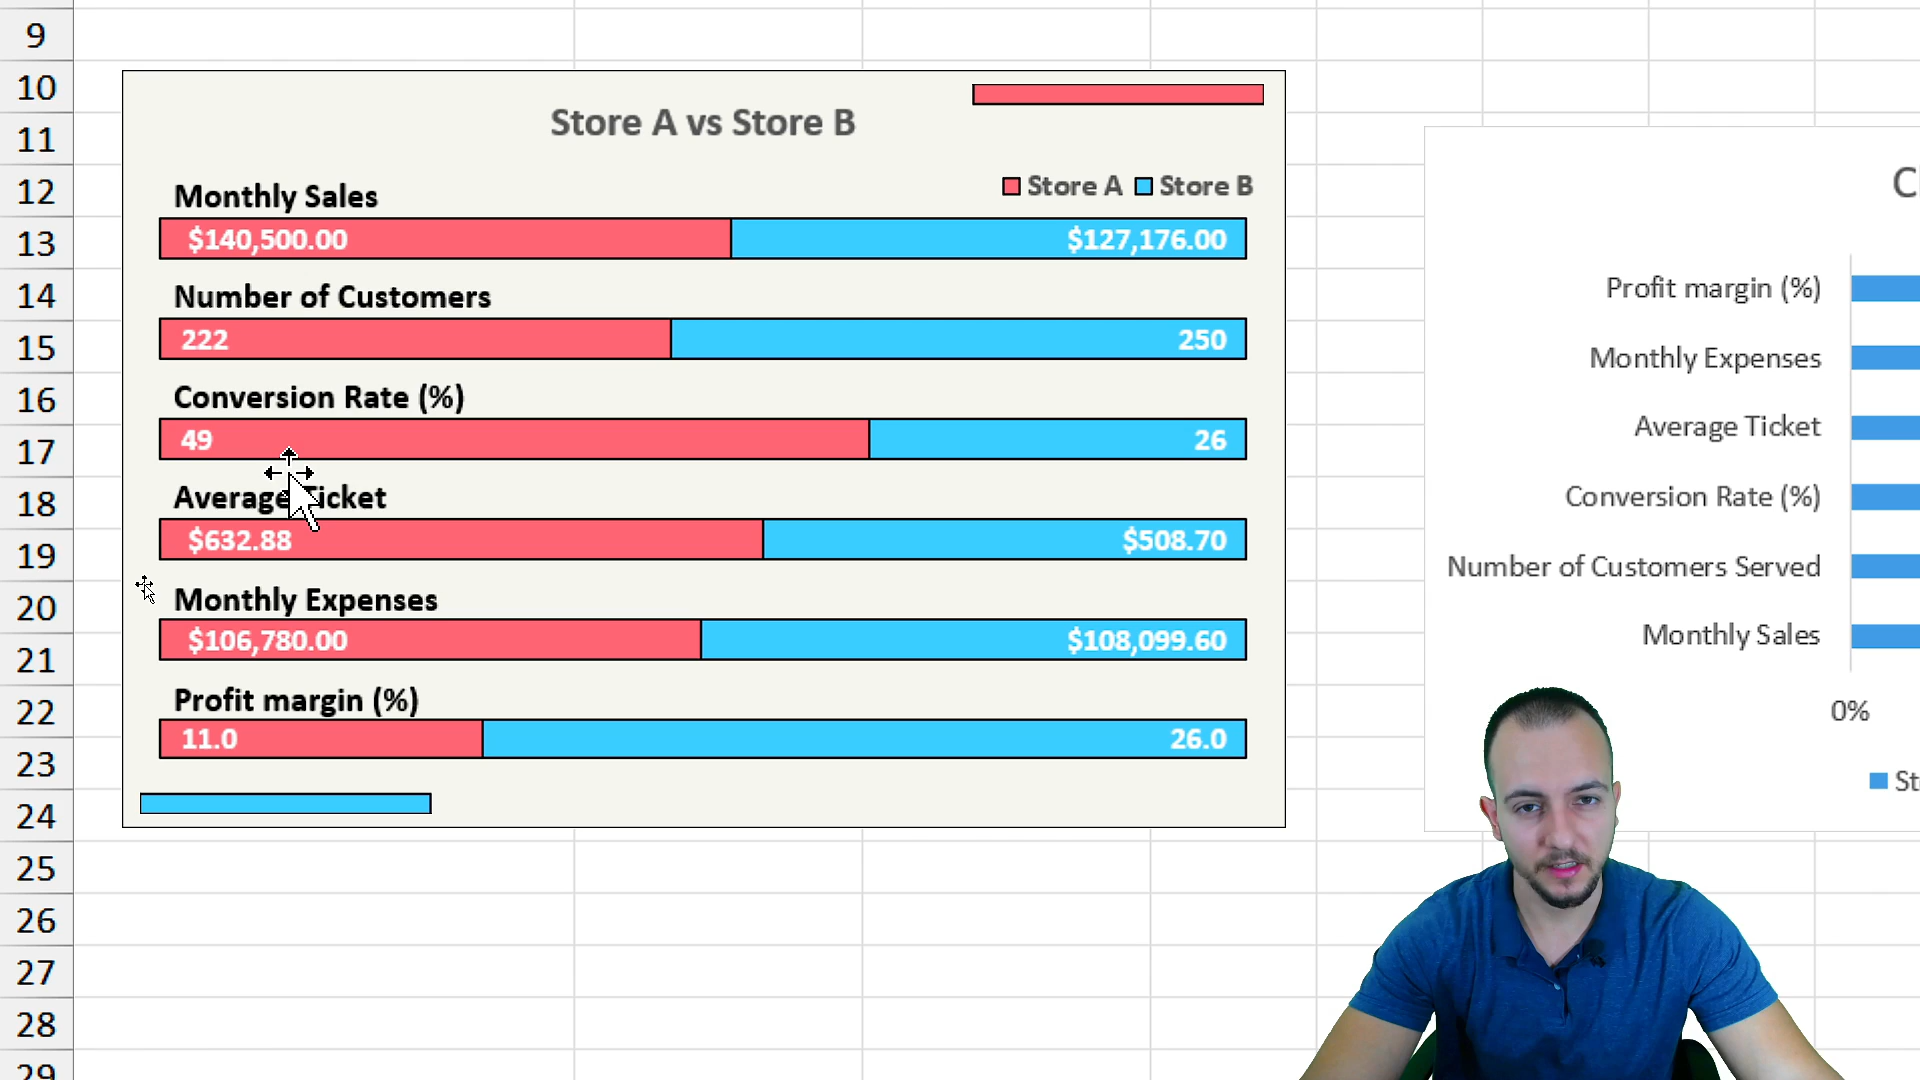 9
10
11
12
13
14
15
16
17
18
19
20
21
22
23
24
25
26
27
28
29
Store A vs Store B
Store A Store B
Monthly Sales
$140,500.00 $127,176.00
Number of Customers
222 250
Conversion Rate (%)
49 26
Average Ticket
$632.88 $508.70
Monthly Expenses
$106,780.00 $108,099.60
Profit margin (%)
11.0 26.0
Profit margin (%)
Monthly Expenses
Average Ticket
Conversion Rate (%)
Number of Customers Served
Monthly Sales
0%